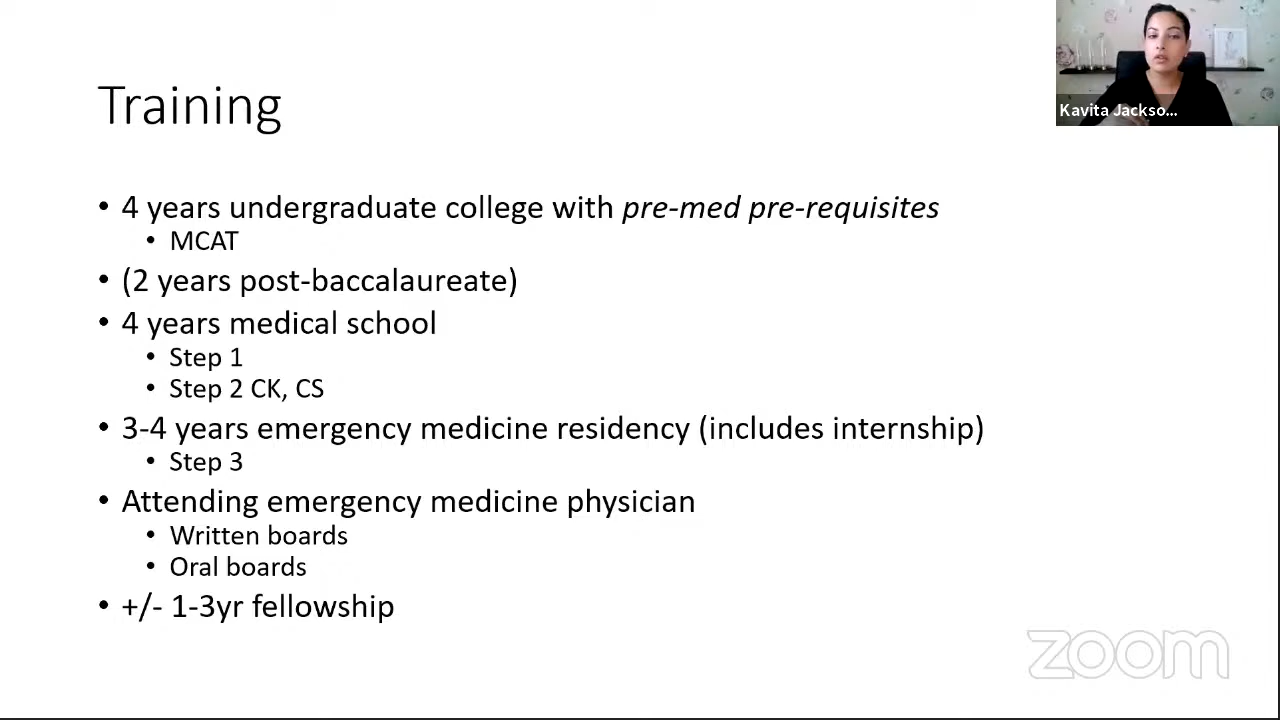 Training
Kavita Jackso...
• 4 years undergraduate college with pre-med pre-requisites
• MCAT
• (2 years post-baccalaureate)
• 4 years medical school
• Step 1
• Step 2 CK, CS
• 3-4 years emergency medicine residency (includes internship)
• Step 3
• Attending emergency medicine physician
• Written boards
• Oral boards
• +/- 1-3yr fellowship
zoom